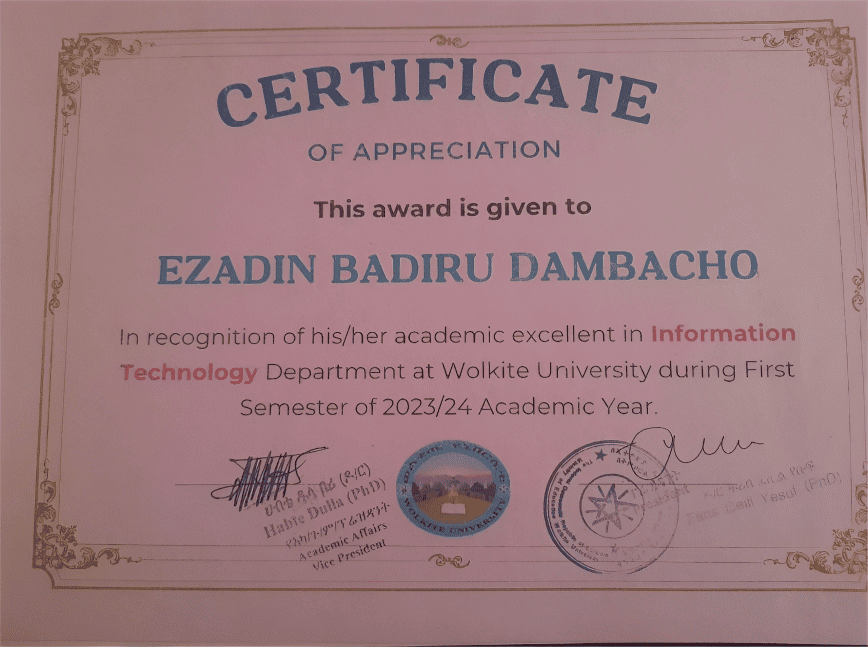 CERTIFICATE
OF APPRECIATION
This award is given to
EZADIN BADIRU DAMBACHO
In recognition of his/her academic excellent in Information
Technology Department at Wolkite University during First
Semester of 2023/24 Academic Year.
Habte Dulla (PhD)
Academic Affairs
Vice President
WOLKITE UNIVERSITY
President
(PhD)